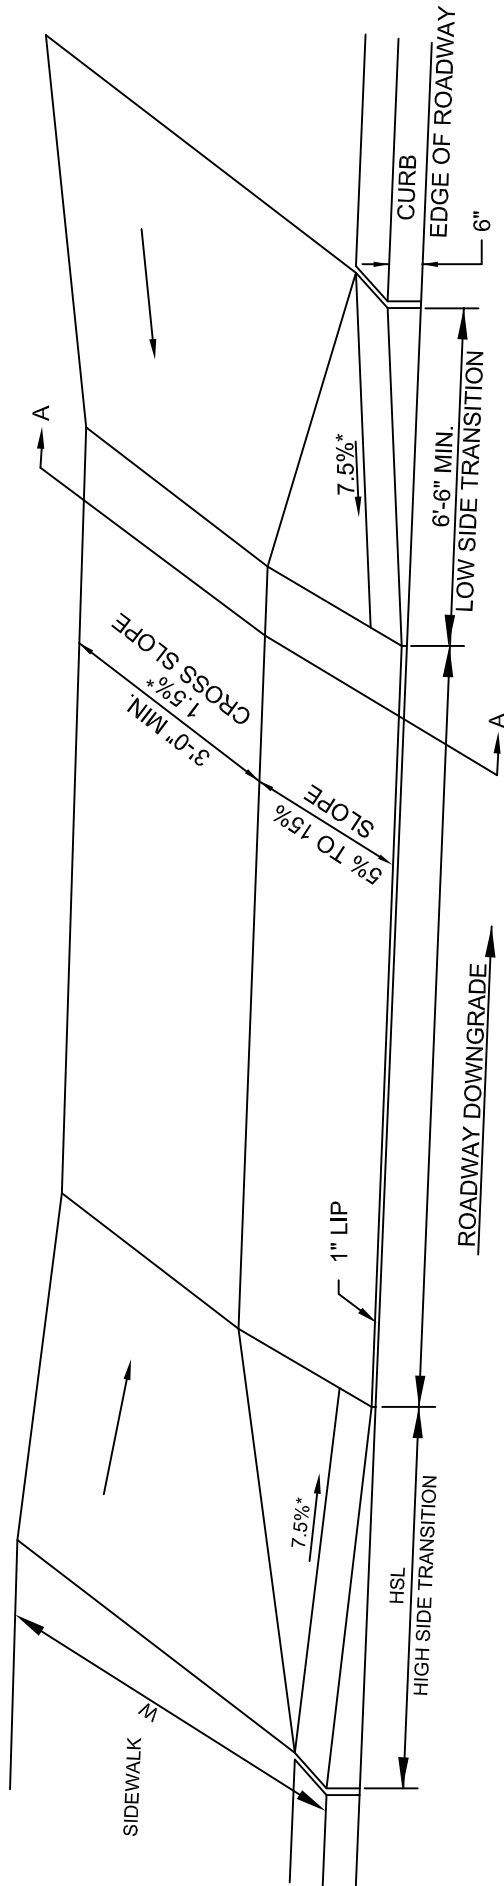 SIDEWALK
W
7.5%*
HSL
HIGH SIDE TRANSITION
1" LIP
ROADWAY DOWNGRADE
3'-0" MIN.
1.5%*
CROSS SLOPE
5% TO 15%
SLOPE
A
A
7.5%*
6'-6" MIN.
LOW SIDE TRANSITION
CURB
EDGE OF ROADWAY
6"